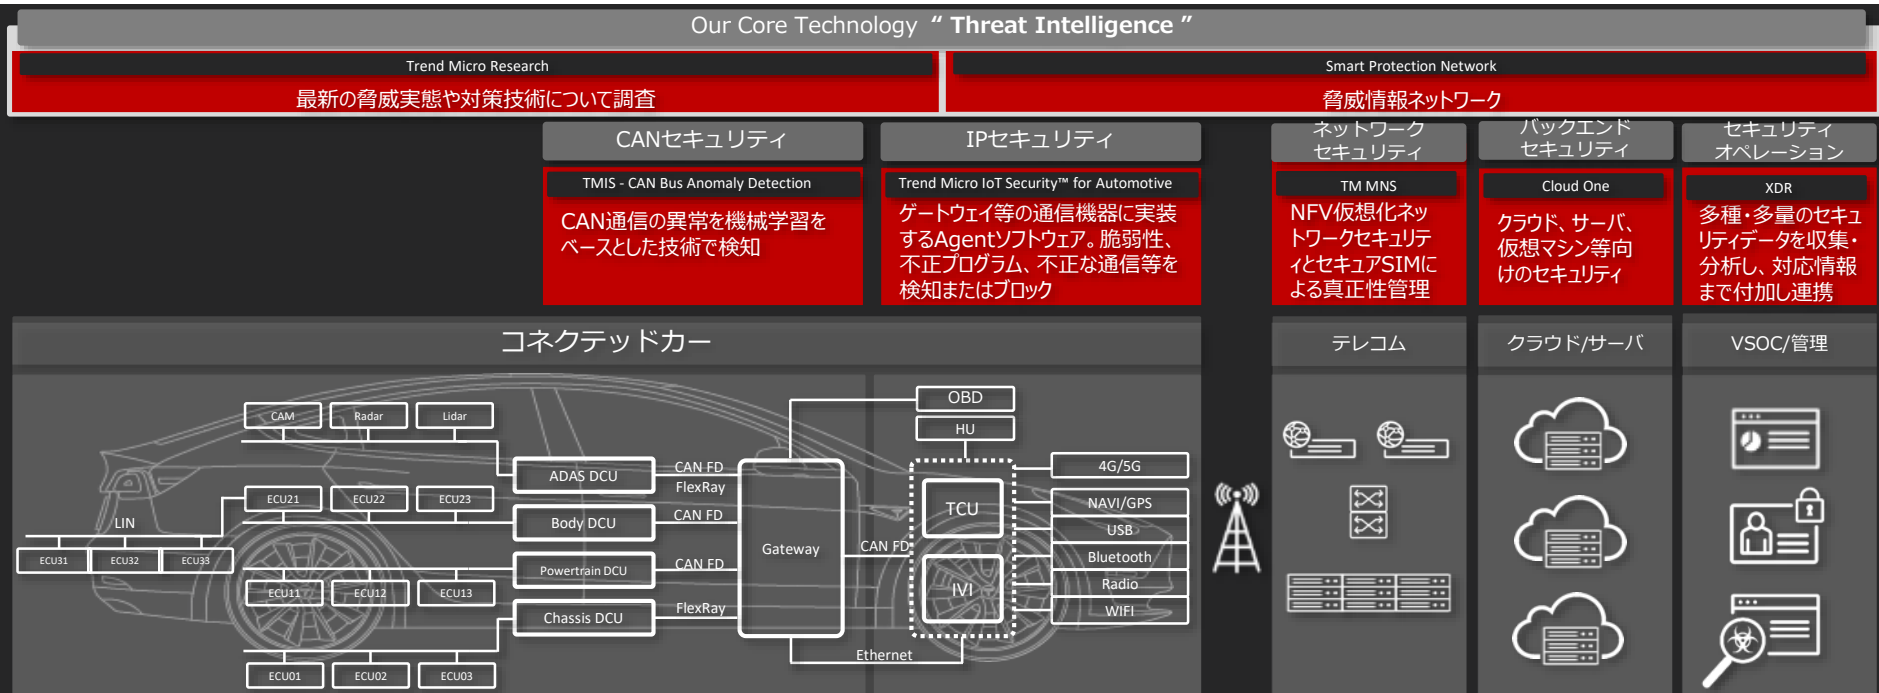 Our Core Technology “ Threat Intelligence ”
Trend Micro Research
最新の脅威実態や対策技術について調査
Smart Protection Network
脅威情報ネットワーク
CANセキュリティ
TMIS - CAN Bus Anomaly Detection
CAN通信の異常を機械学習を
ベースとした技術で検知
IPセキュリティ
Trend Micro IoT Security™ for Automotive
ゲートウェイ等の通信機器に実装
するAgentソフトウェア。脆弱性、
不正プログラム、不正な通信等を
検知またはブロック
ネットワーク
セキュリティ
TM MNS
NFV仮想化ネッ
トワークセキュリテ
ィとセキュアSIMに
よる真正性管理
バックエンド
セキュリティ
Cloud One
クラウド、サーバ、
仮想マシン等向
けのセキュリティ
セキュリティ
オペレーション
XDR
多種・多量のセキュ
リティデータを収集・
分析し、対応情報
まで付加し連携
コネクテッドカー
テレコム
クラウド/サーバ
VSOC/管理
CAM
Radar
Lidar
ADAS DCU
CAN FD
FlexRay
ECU21
ECU22
ECU23
LIN
ECU31
ECU32
ECU33
Body DCU
CAN FD
Powertrain DCU
CAN FD
ECU11
ECU12
ECU13
Chassis DCU
FlexRay
ECU01
ECU02
ECU03
Gateway
CAN FD
Ethernet
OBD
HU
TCU
IVI
4G/5G
NAVI/GPS
USB
Bluetooth
Radio
WIFI